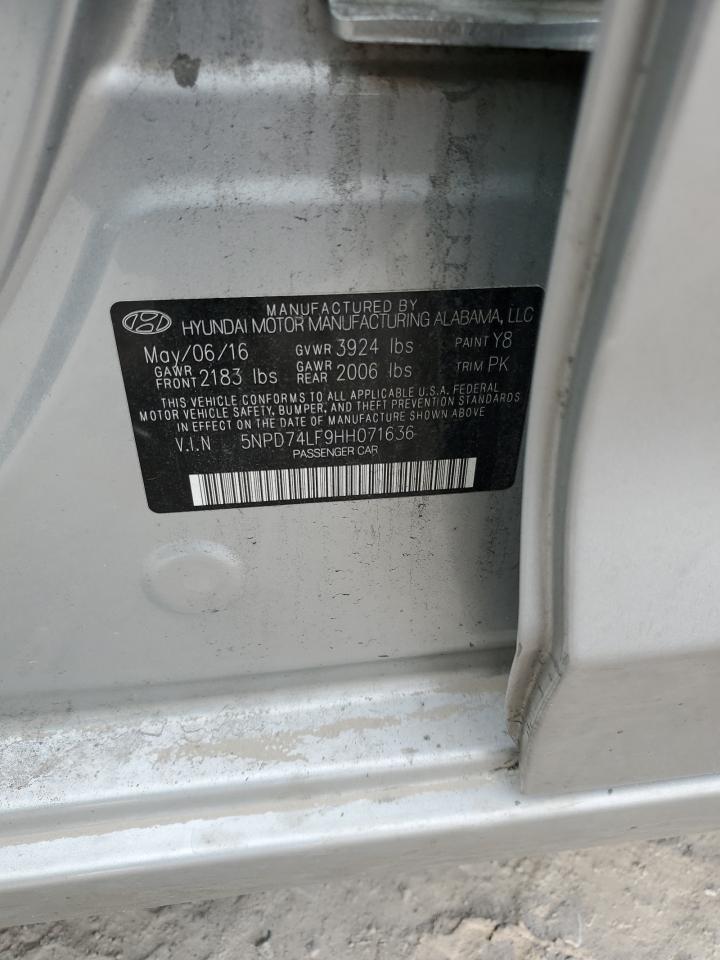 MANUFACTURED BY
HYUNDAI MOTOR MANUFACTURING ALABAMA, LLC
May/06/16 GVWR 3924 lbs PAINT Y8
GAWR FRONT 2183 lbs GAWR REAR 2006 lbs TRIM PK
THIS VEHICLE CONFORMS TO ALL APPLICABLE U.S.A. FEDERAL
MOTOR VEHICLE SAFETY, BUMPER, AND THEFT PREVENTION STANDARDS
IN EFFECT ON THE DATE OF MANUFACTURE SHOWN ABOVE
V.I.N 5NPD74LF9HH071636
PASSENGER CAR